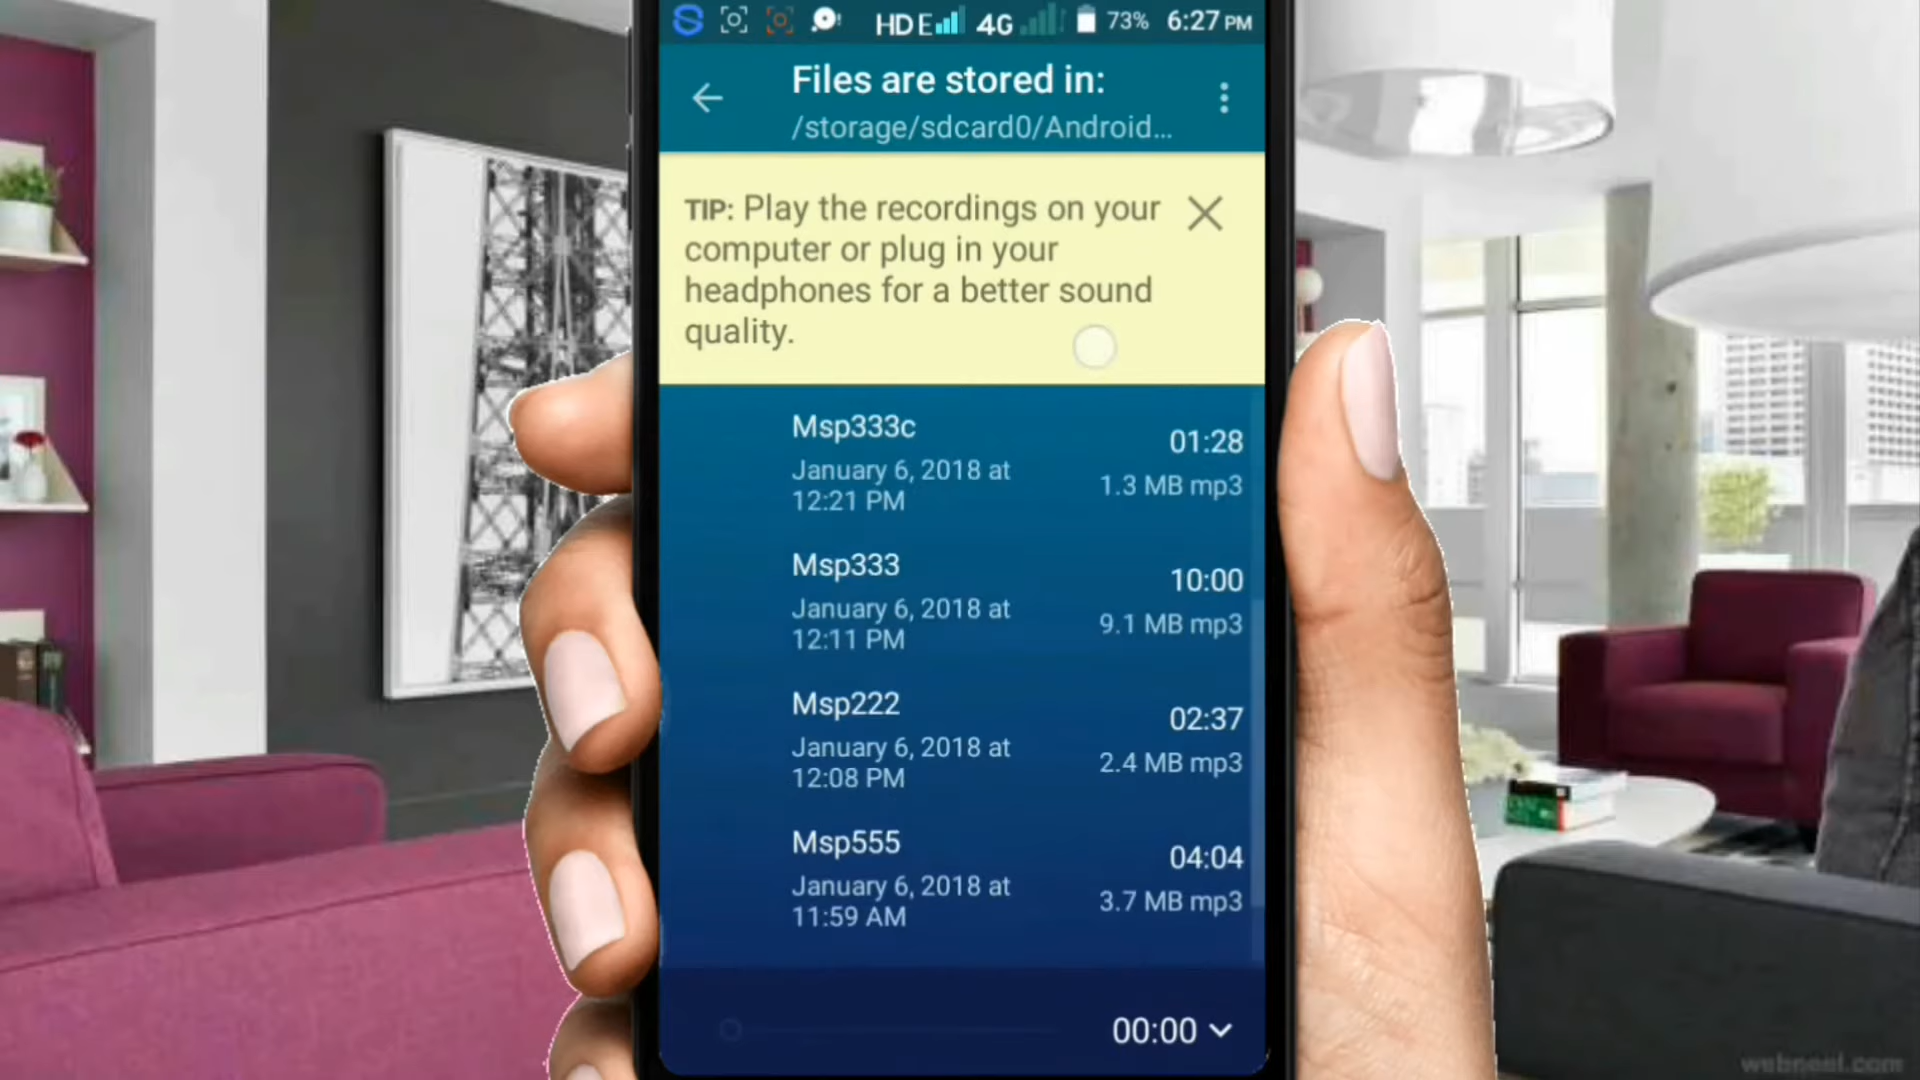 HD E 4G 73% 6:27 PM
Files are stored in:
/storage/sdcard0/Android...
TIP: Play the recordings on your
computer or plug in your
headphones for a better sound
quality.
Msp333c
01:28
January 6, 2018 at
12:21 PM
1.3 MB mp3
Msp333
10:00
January 6, 2018 at
12:11 PM
9.1 MB mp3
Msp222
02:37
January 6, 2018 at
12:08 PM
2.4 MB mp3
Msp555
04:04
January 6, 2018 at
11:59 AM
3.7 MB mp3
00:00
webneel.com